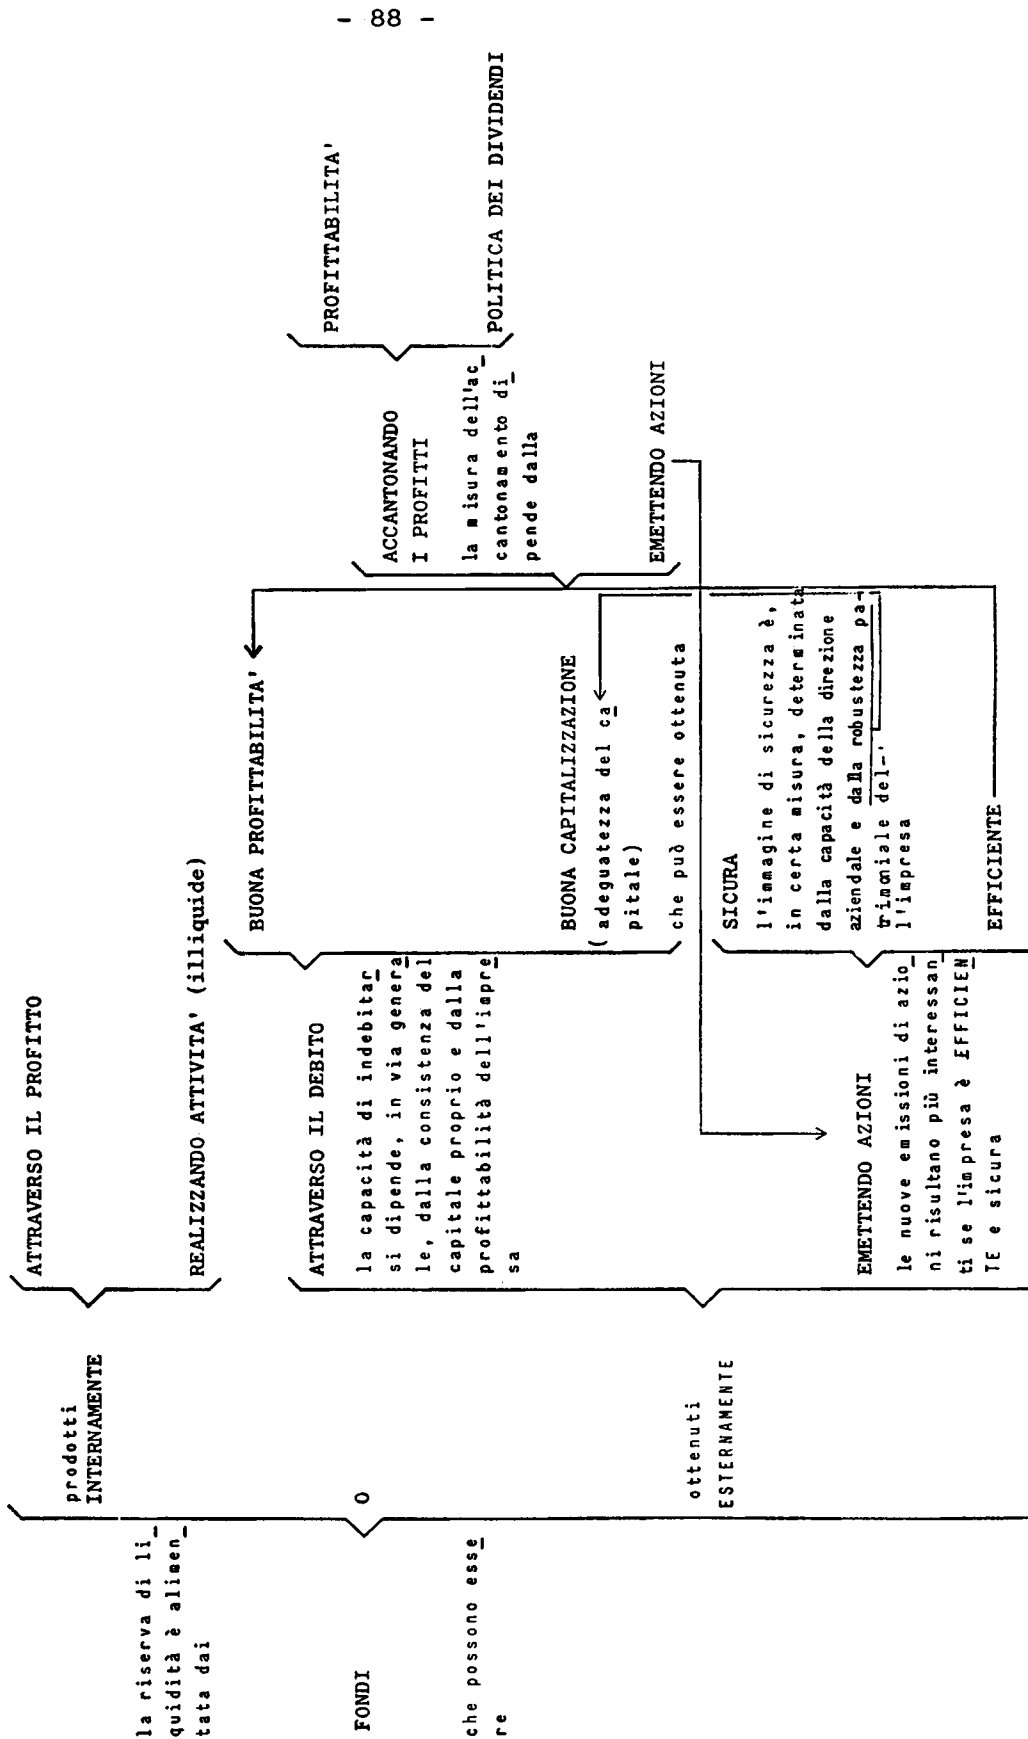 - 88 -
la riserva di li_
quidità è alimen_
tata dai
FONDI
che possono esse_
re
prodotti
INTERNAMENTE
O
ottenuti
ESTERNAMENTE
ATTRAVERSO IL PROFITTO
REALIZZANDO ATTIVITA' (illiquide)
ATTRAVERSO IL DEBITO
la capacità di indebitar_
si dipende, in via genera_
le, dalla consistenza del
capitale proprio e dalla
profittabilità dell'impre_
sa
EMETTENDO AZIONI
le nuove emissioni di azio_
ni risultano più interessan_
ti se l'impresa è EFFICIEN_
TE e sicura
BUONA PROFITTABILITA'
BUONA CAPITALIZZAZIONE
(adeguatezza del ca_
pitale)
che può essere ottenuta
SICURA
l'immagine di sicurezza è,
in certa misura, determinata
dalla capacità della direzione
aziendale e dalla robustezza pa-
trimoniale del-
l'impresa
EFFICIENTE
ACCANTONANDO
I PROFITTI
la misura dell'ac_
cantonamento di_
pende dalla
EMETTENDO AZIONI
PROFITTABILITA'
POLITICA DEI DIVIDENDI